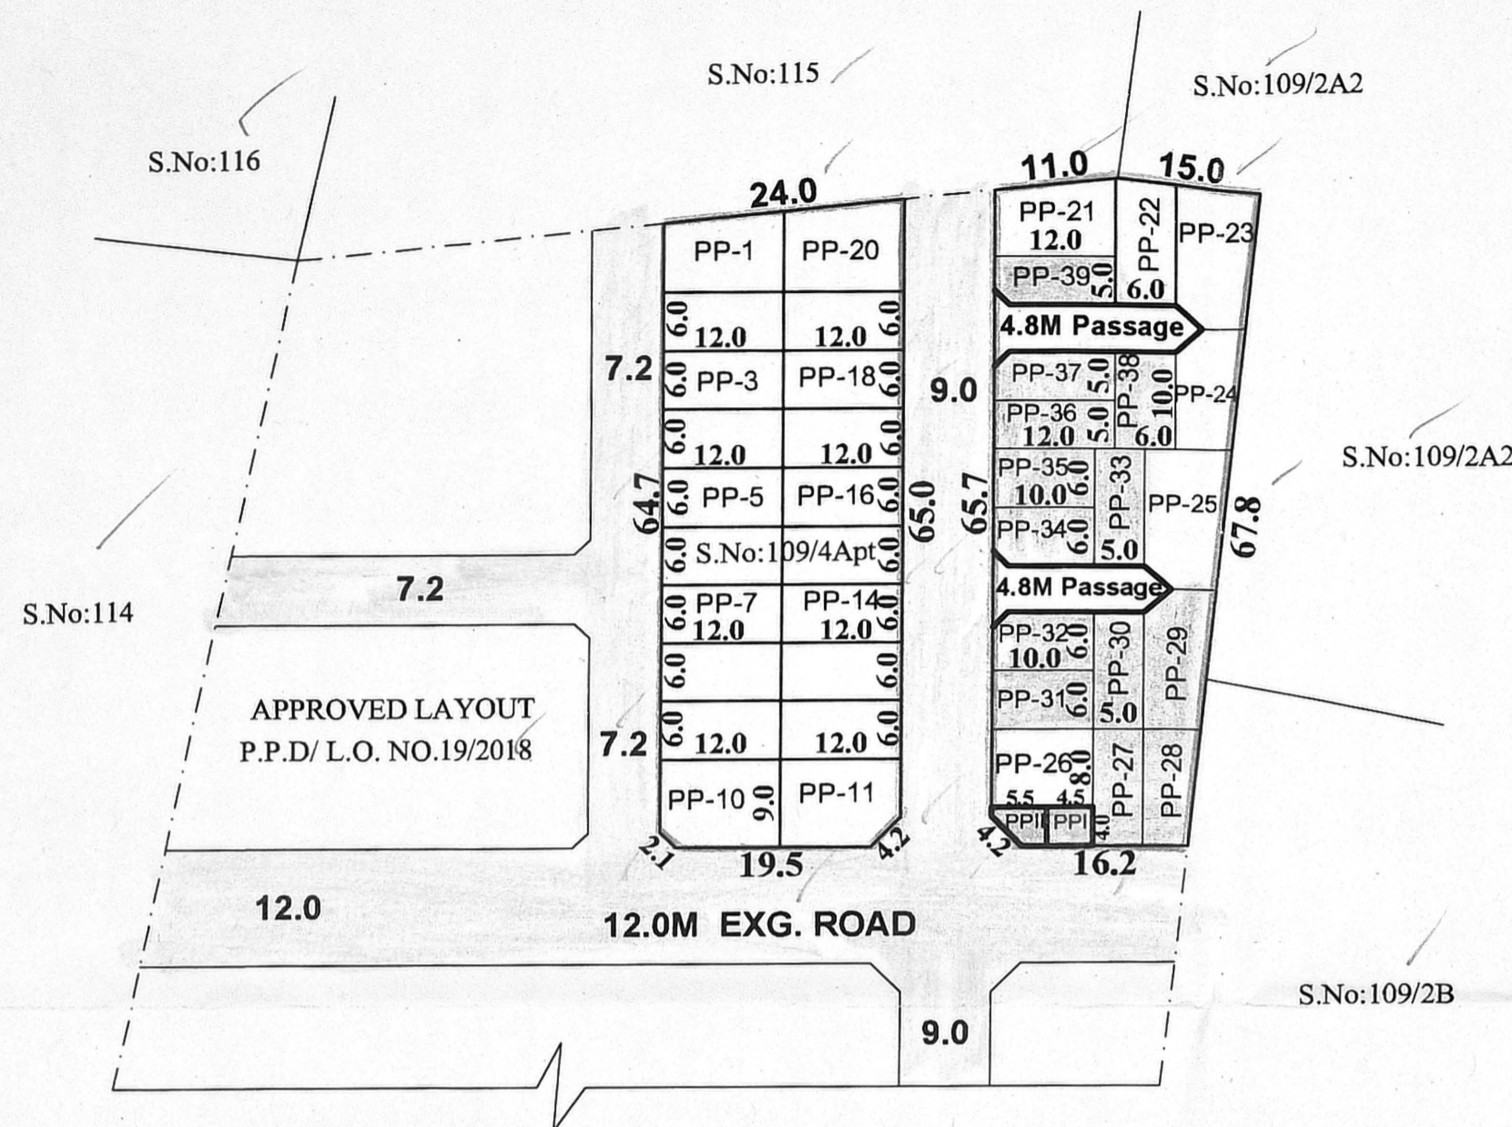 S.No:115
S.No:109/2A2
S.No:116
11.0
15.0
24.0
PP-21
12.0
PP-22
PP-23
PP-1
PP-20
PP-39
5.0
6.0
6.0
12.0
12.0
6.0
4.8M Passage
7.2
6.0
PP-3
PP-18
6.0
9.0
PP-37
5.0
PP-38
10.0
PP-24
PP-36
12.0
5.0
6.0
6.0
12.0
12.0
6.0
S.No:109/2A2
64.7
6.0
PP-5
PP-16
6.0
65.0
65.7
PP-35
10.0
6.0
PP-33
PP-25
67.8
PP-34
6.0
5.0
6.0
S.No:109/4Apt
6.0
7.2
4.8M Passage
S.No:114
6.0
PP-7
12.0
PP-14
12.0
6.0
PP-32
10.0
6.0
PP-30
PP-29
6.0
6.0
PP-31
6.0
5.0
APPROVED LAYOUT
P.P.D/ L.O. NO.19/2018
7.2
6.0
12.0
12.0
6.0
PP-26
8.0
PP-27
PP-28
PP-10
9.0
PP-11
5.5
4.5
PPII
PPI
4.0
2.1
19.5
4.2
4.2
16.2
12.0
12.0M EXG. ROAD
S.No:109/2B
9.0